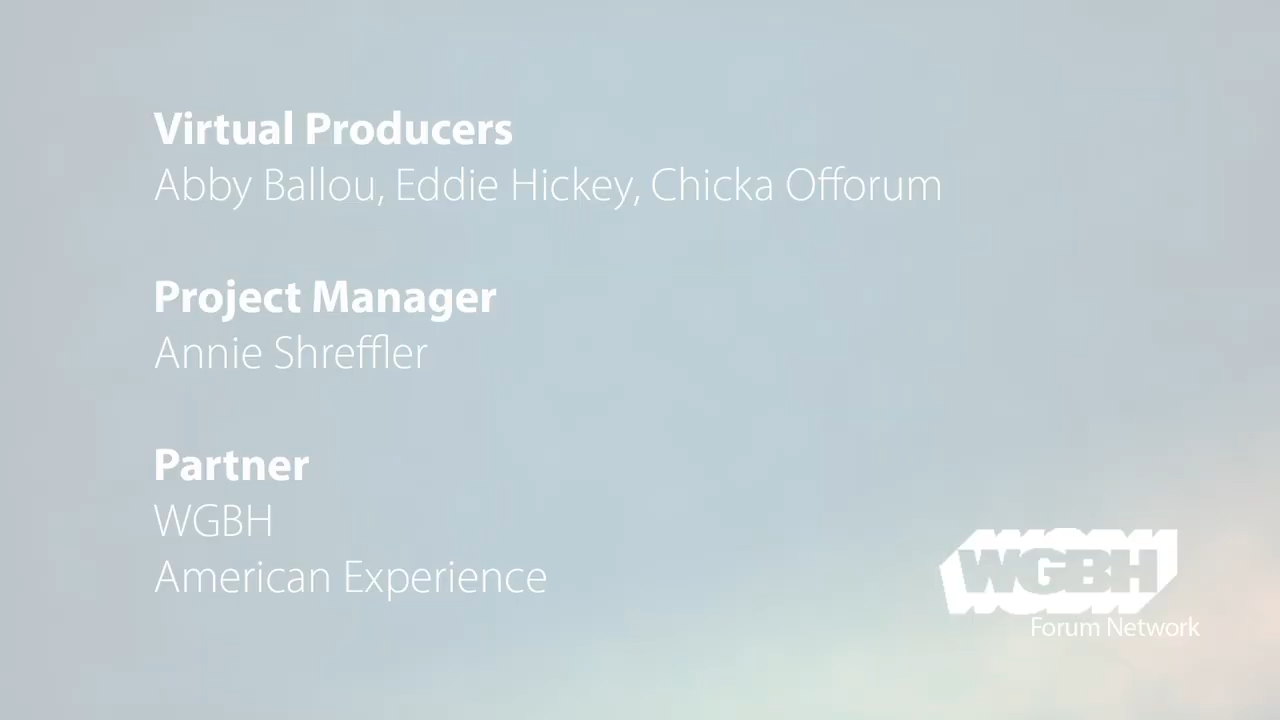 Virtual Producers
Abby Ballou, Eddie Hickey, Chicka Offorum
Project Manager
Annie Shreffler
Partner
WGBH
American Experience
WGBH
Forum Network